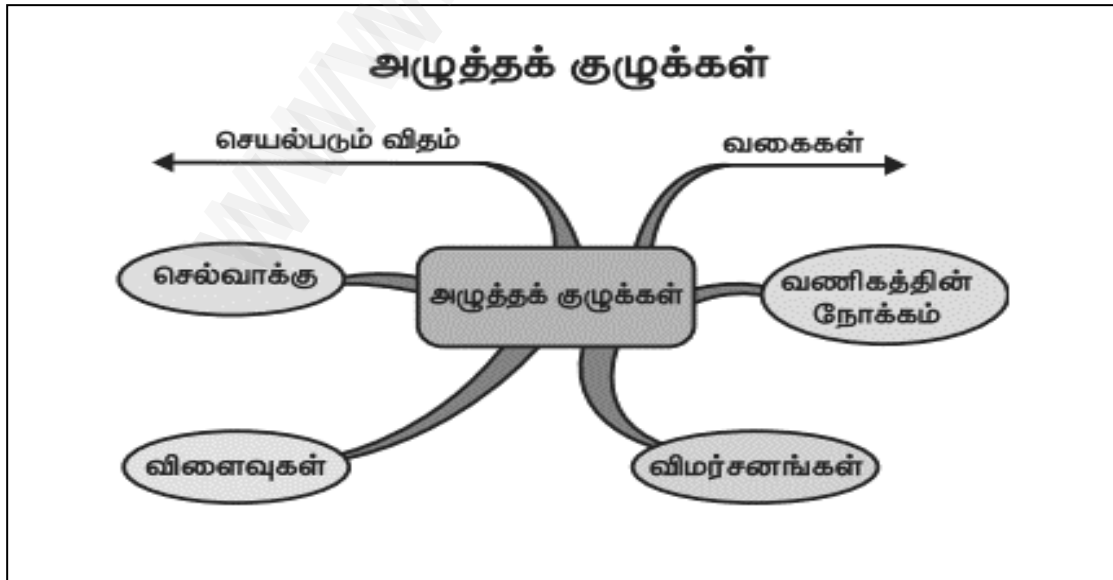 அழுத்தக் குழுக்கள்
செயல்படும் விதம்
வகைகள்
செல்வாக்கு
அழுத்தக் குழுக்கள்
வணிகத்தின்
நோக்கம்
விளைவுகள்
விமர்சனங்கள்